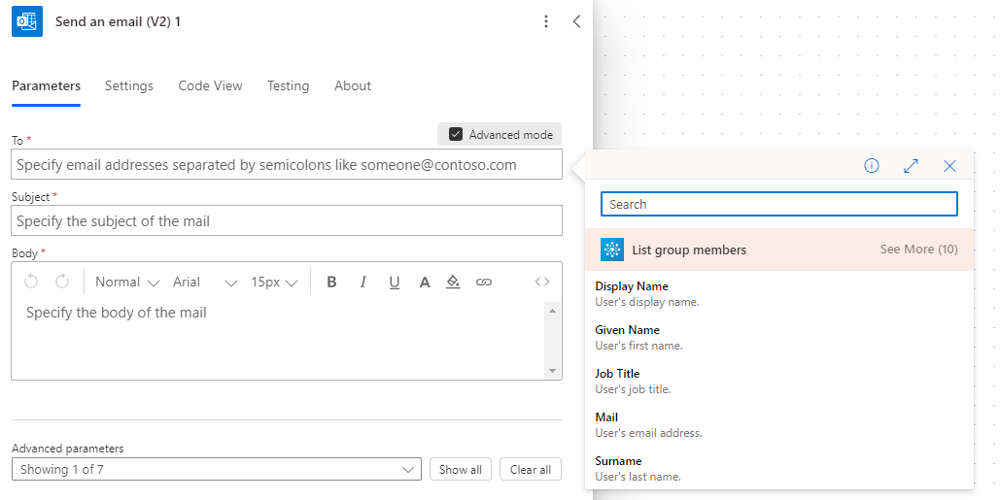 Send an email (V2) 1
Parameters Settings Code View Testing About
Advanced mode
To *
Specify email addresses separated by semicolons like someone@contoso.com
Subject *
Specify the subject of the mail
Body *
Normal Arial 15px B I U A
Specify the body of the mail
Advanced parameters
Showing 1 of 7 Show all Clear all
Search
List group members See More (10)
Display Name
User's display name.
Given Name
User's first name.
Job Title
User's job title.
Mail
User's email address.
Surname
User's last name.